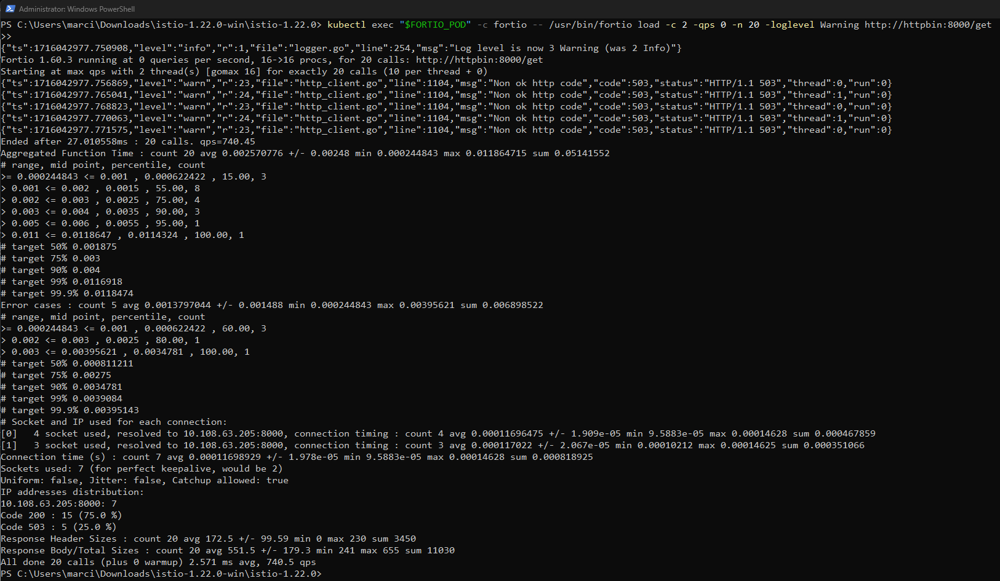 Administrator: Windows PowerShell
PS C:\Users\marci\Downloads\istio-1.22.0-win\istio-1.22.0> kubectl exec "$FORTIO_POD" -c fortio -- /usr/bin/fortio load -c 2 -qps 0 -n 20 -loglevel Warning http://httpbin:8000/get
>>
{"ts":1716042977.750908,"level":"info","r":1,"file":"logger.go","line":254,"msg":"Log level is now 3 Warning (was 2 Info)"}
Fortio 1.60.3 running at 0 queries per second, 16->16 procs, for 20 calls: http://httpbin:8000/get
Starting at max qps with 2 thread(s) [gomax 16] for exactly 20 calls (10 per thread + 0)
{"ts":1716042977.756869,"level":"warn","r":23,"file":"http_client.go","line":1104,"msg":"Non ok http code","code":503,"status":"HTTP/1.1 503","thread":0,"run":0}
{"ts":1716042977.765041,"level":"warn","r":24,"file":"http_client.go","line":1104,"msg":"Non ok http code","code":503,"status":"HTTP/1.1 503","thread":1,"run":0}
{"ts":1716042977.768823,"level":"warn","r":23,"file":"http_client.go","line":1104,"msg":"Non ok http code","code":503,"status":"HTTP/1.1 503","thread":0,"run":0}
{"ts":1716042977.770063,"level":"warn","r":24,"file":"http_client.go","line":1104,"msg":"Non ok http code","code":503,"status":"HTTP/1.1 503","thread":1,"run":0}
{"ts":1716042977.771575,"level":"warn","r":23,"file":"http_client.go","line":1104,"msg":"Non ok http code","code":503,"status":"HTTP/1.1 503","thread":0,"run":0}
Ended after 27.010558ms : 20 calls. qps=740.45
Aggregated Function Time : count 20 avg 0.002570776 +/- 0.00248 min 0.000244843 max 0.011864715 sum 0.05141552
# range, mid point, percentile, count
>= 0.000244843 <= 0.001 , 0.000622422 , 15.00, 3
> 0.001 <= 0.002 , 0.0015 , 55.00, 8
> 0.002 <= 0.003 , 0.0025 , 75.00, 4
> 0.003 <= 0.004 , 0.0035 , 90.00, 3
> 0.005 <= 0.006 , 0.0055 , 95.00, 1
> 0.011 <= 0.0118647 , 0.0114324 , 100.00, 1
# target 50% 0.001875
# target 75% 0.003
# target 90% 0.004
# target 99% 0.0116918
# target 99.9% 0.0118474
Error cases : count 5 avg 0.0013797044 +/- 0.001488 min 0.000244843 max 0.00395621 sum 0.006898522
# range, mid point, percentile, count
>= 0.000244843 <= 0.001 , 0.000622422 , 60.00, 3
> 0.002 <= 0.003 , 0.0025 , 80.00, 1
> 0.003 <= 0.00395621 , 0.0034781 , 100.00, 1
# target 50% 0.000811211
# target 75% 0.00275
# target 90% 0.0034781
# target 99% 0.0039084
# target 99.9% 0.00395143
# Socket and IP used for each connection:
[0]   4 socket used, resolved to 10.108.63.205:8000, connection timing : count 4 avg 0.00011696475 +/- 1.909e-05 min 9.5883e-05 max 0.00014628 sum 0.000467859
[1]   3 socket used, resolved to 10.108.63.205:8000, connection timing : count 3 avg 0.000117022 +/- 2.067e-05 min 0.00010212 max 0.00014625 sum 0.000351066
Connection time (s) : count 7 avg 0.00011698929 +/- 1.978e-05 min 9.5883e-05 max 0.00014628 sum 0.000818925
Sockets used: 7 (for perfect keepalive, would be 2)
Uniform: false, Jitter: false, Catchup allowed: true
IP addresses distribution:
10.108.63.205:8000: 7
Code 200 : 15 (75.0 %)
Code 503 : 5 (25.0 %)
Response Header Sizes : count 20 avg 172.5 +/- 99.59 min 0 max 230 sum 3450
Response Body/Total Sizes : count 20 avg 551.5 +/- 179.3 min 241 max 655 sum 11030
All done 20 calls (plus 0 warmup) 2.571 ms avg, 740.5 qps
PS C:\Users\marci\Downloads\istio-1.22.0-win\istio-1.22.0>